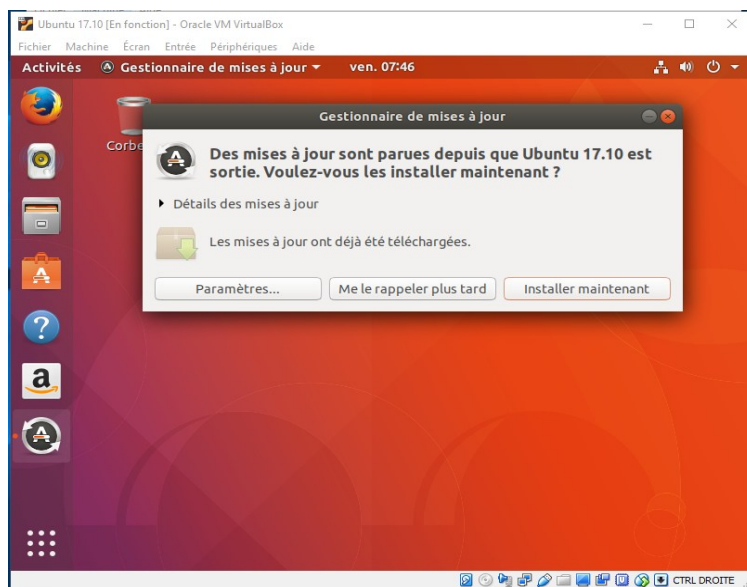 Ubuntu 17.10 [En fonction] - Oracle VM VirtualBox
Fichier Machine Écran Entrée Périphériques Aide
Activités Gestionnaire de mises à jour ven. 07:46
Gestionnaire de mises à jour
Corbe
Des mises à jour sont parues depuis que Ubuntu 17.10 est
sortie. Voulez-vous les installer maintenant ?
Détails des mises à jour
Les mises à jour ont déjà été téléchargées.
Paramètres... Me le rappeler plus tard Installer maintenant
a
CTRL DROITE